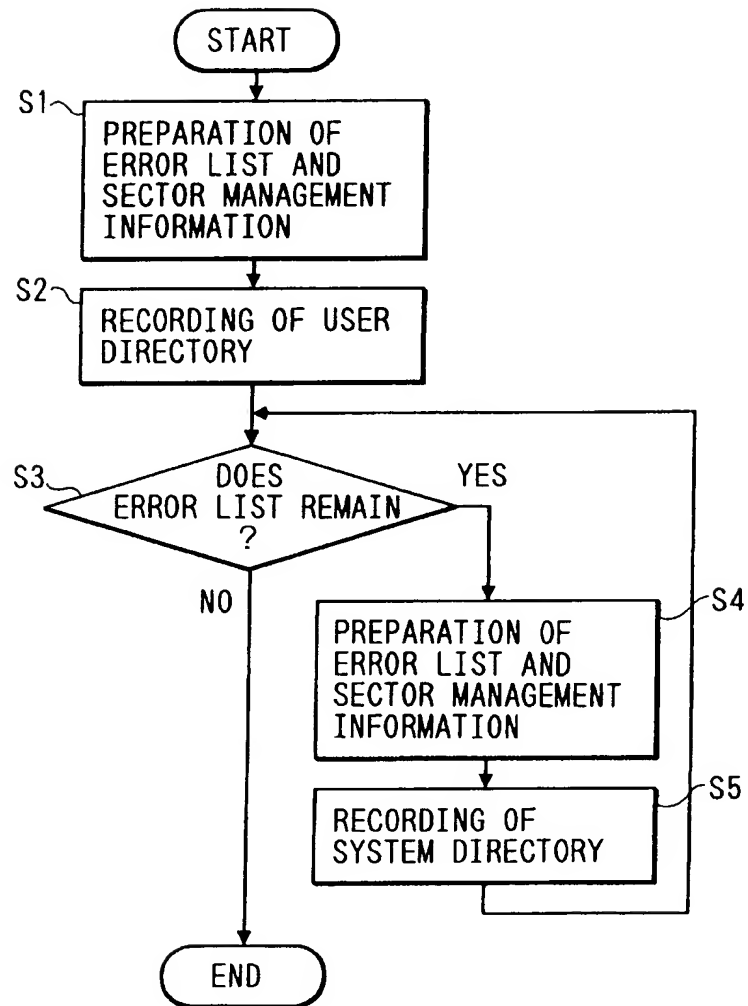 START
S1
PREPARATION OF
ERROR LIST AND
SECTOR MANAGEMENT
INFORMATION
S2
RECORDING OF USER
DIRECTORY
S3
DOES
ERROR LIST REMAIN
?
YES
NO
S4
PREPARATION OF
ERROR LIST AND
SECTOR MANAGEMENT
INFORMATION
S5
RECORDING OF
SYSTEM DIRECTORY
END